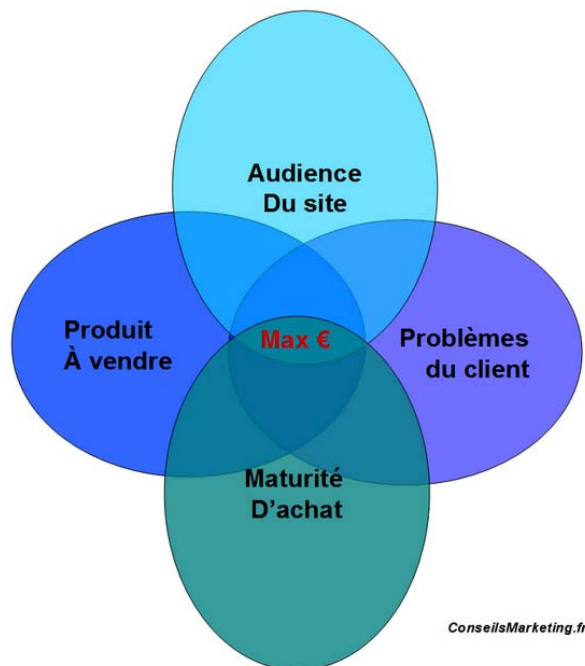 Audience
Du site
Produit
À vendre
Max €
Problèmes
du client
Maturité
D’achat
ConseilsMarketing.fr